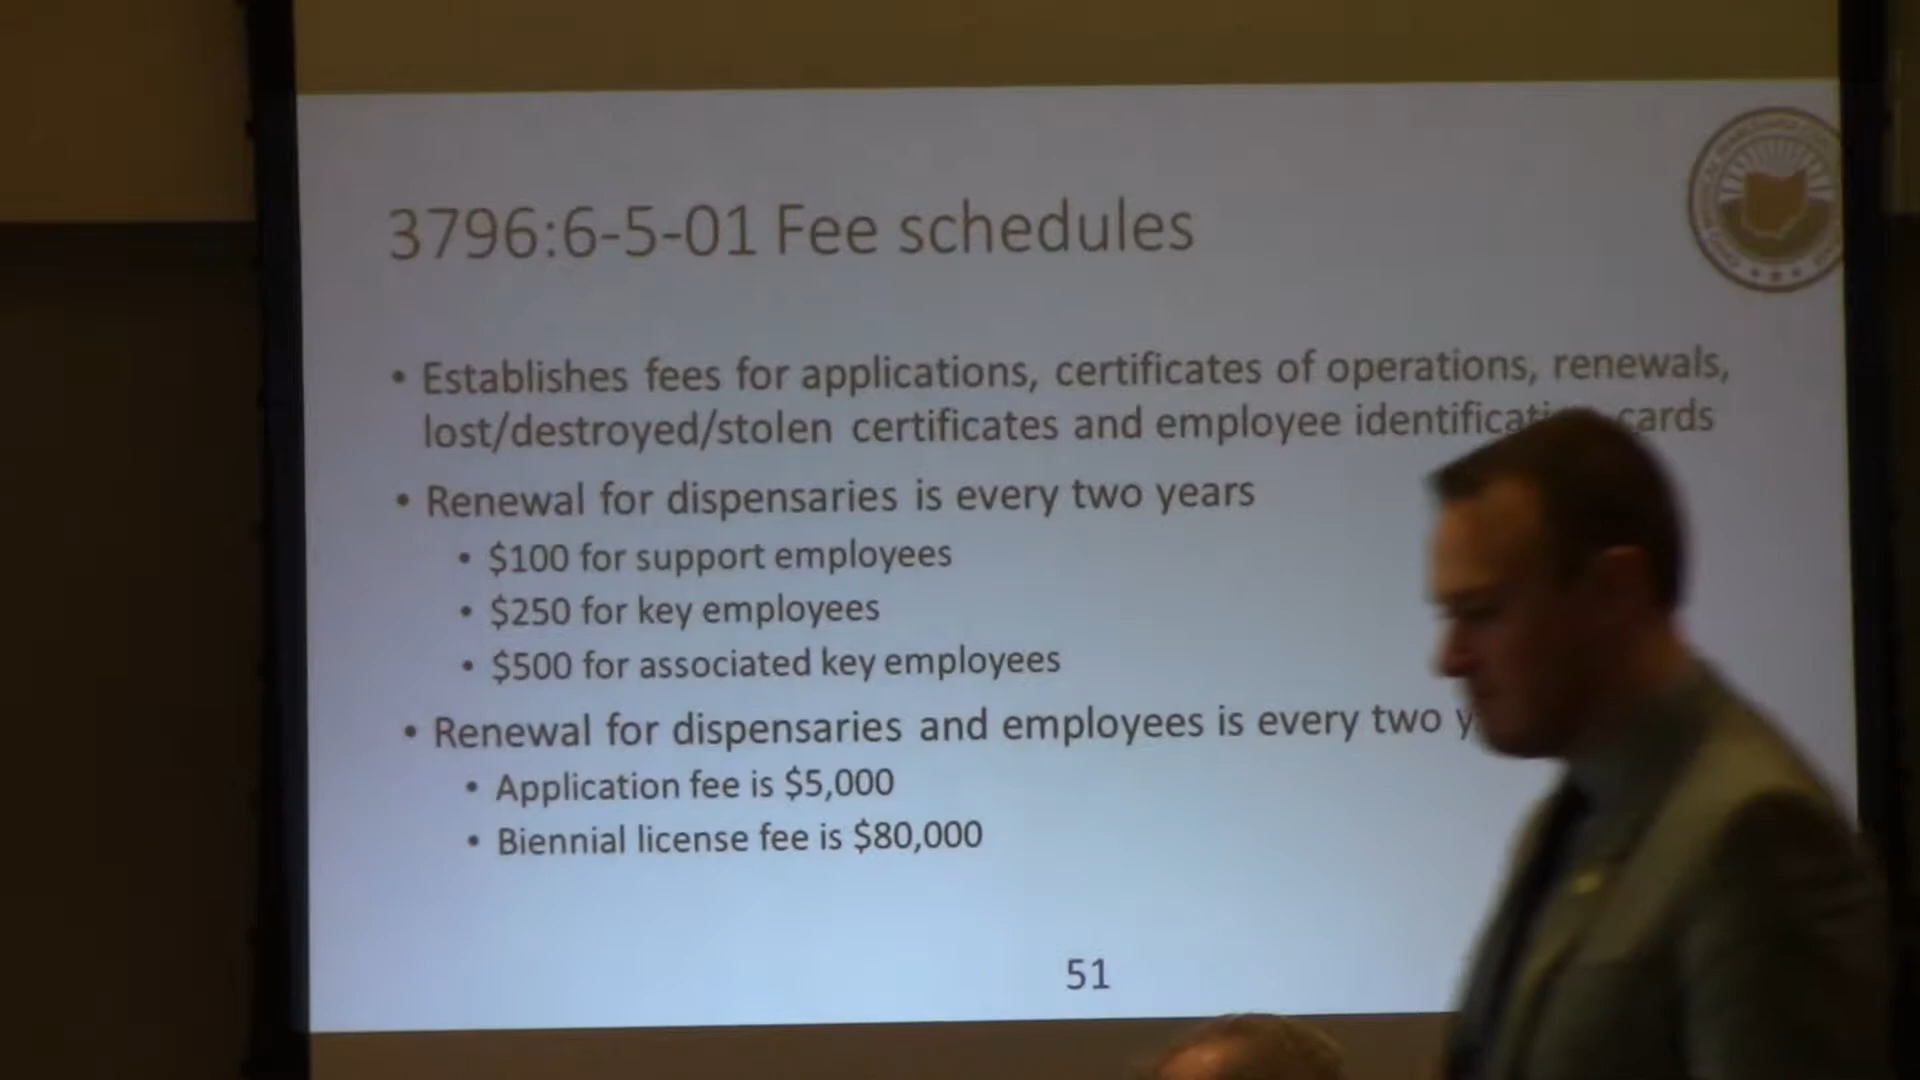 3796:6-5-01 Fee schedules
• Establishes fees for applications, certificates of operations, renewals,
lost/destroyed/stolen certificates and employee cards
• Renewal for dispensaries is every two years
• $100 for support employees
• $250 for key employees
• $500 for associated key employees
• Renewal for dispensaries and employees is every two
• Application fee is $5,000
• Biennial license fee is $80,000
51